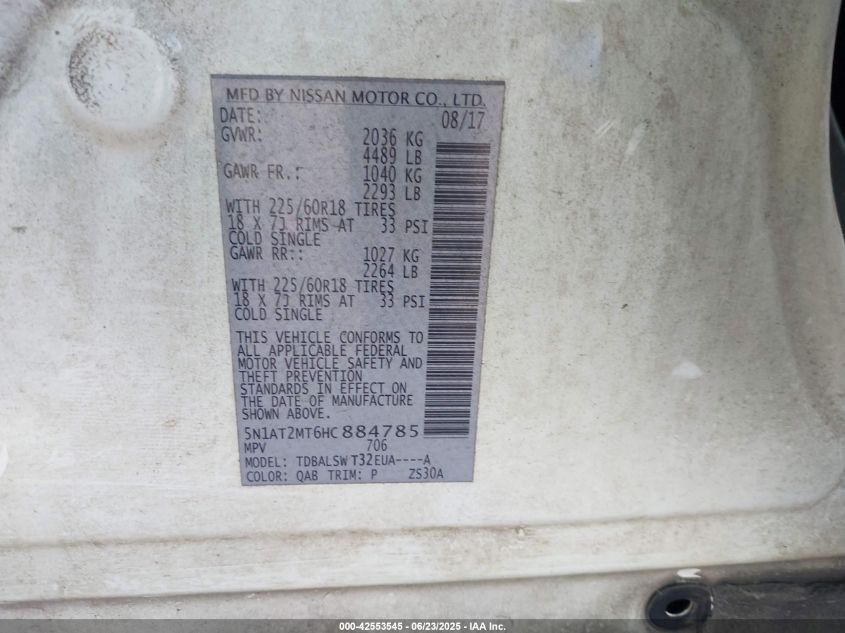 MFD BY NISSAN MOTOR CO., LTD.
DATE: 08/17
GVWR: 2036 KG
4489 LB
GAWR FR.: 1040 KG
2293 LB
WITH 225/60R18 TIRES
18 X 7J RIMS AT 33 PSI
COLD SINGLE
GAWR RR:: 1027 KG
2264 LB
WITH 225/60R18 TIRES
18 X 7J RIMS AT 33 PSI
COLD SINGLE
THIS VEHICLE CONFORMS TO
ALL APPLICABLE FEDERAL
MOTOR VEHICLE SAFETY AND
THEFT PREVENTION
STANDARDS IN EFFECT ON
THE DATE OF MANUFACTURE
SHOWN ABOVE.
5N1AT2MT6HC884785
MPV 706
MODEL: TDBALSW T32EUA----A
COLOR: QAB TRIM: P ZS30A
000-42553545 - 06/23/2025 - IAA Inc.